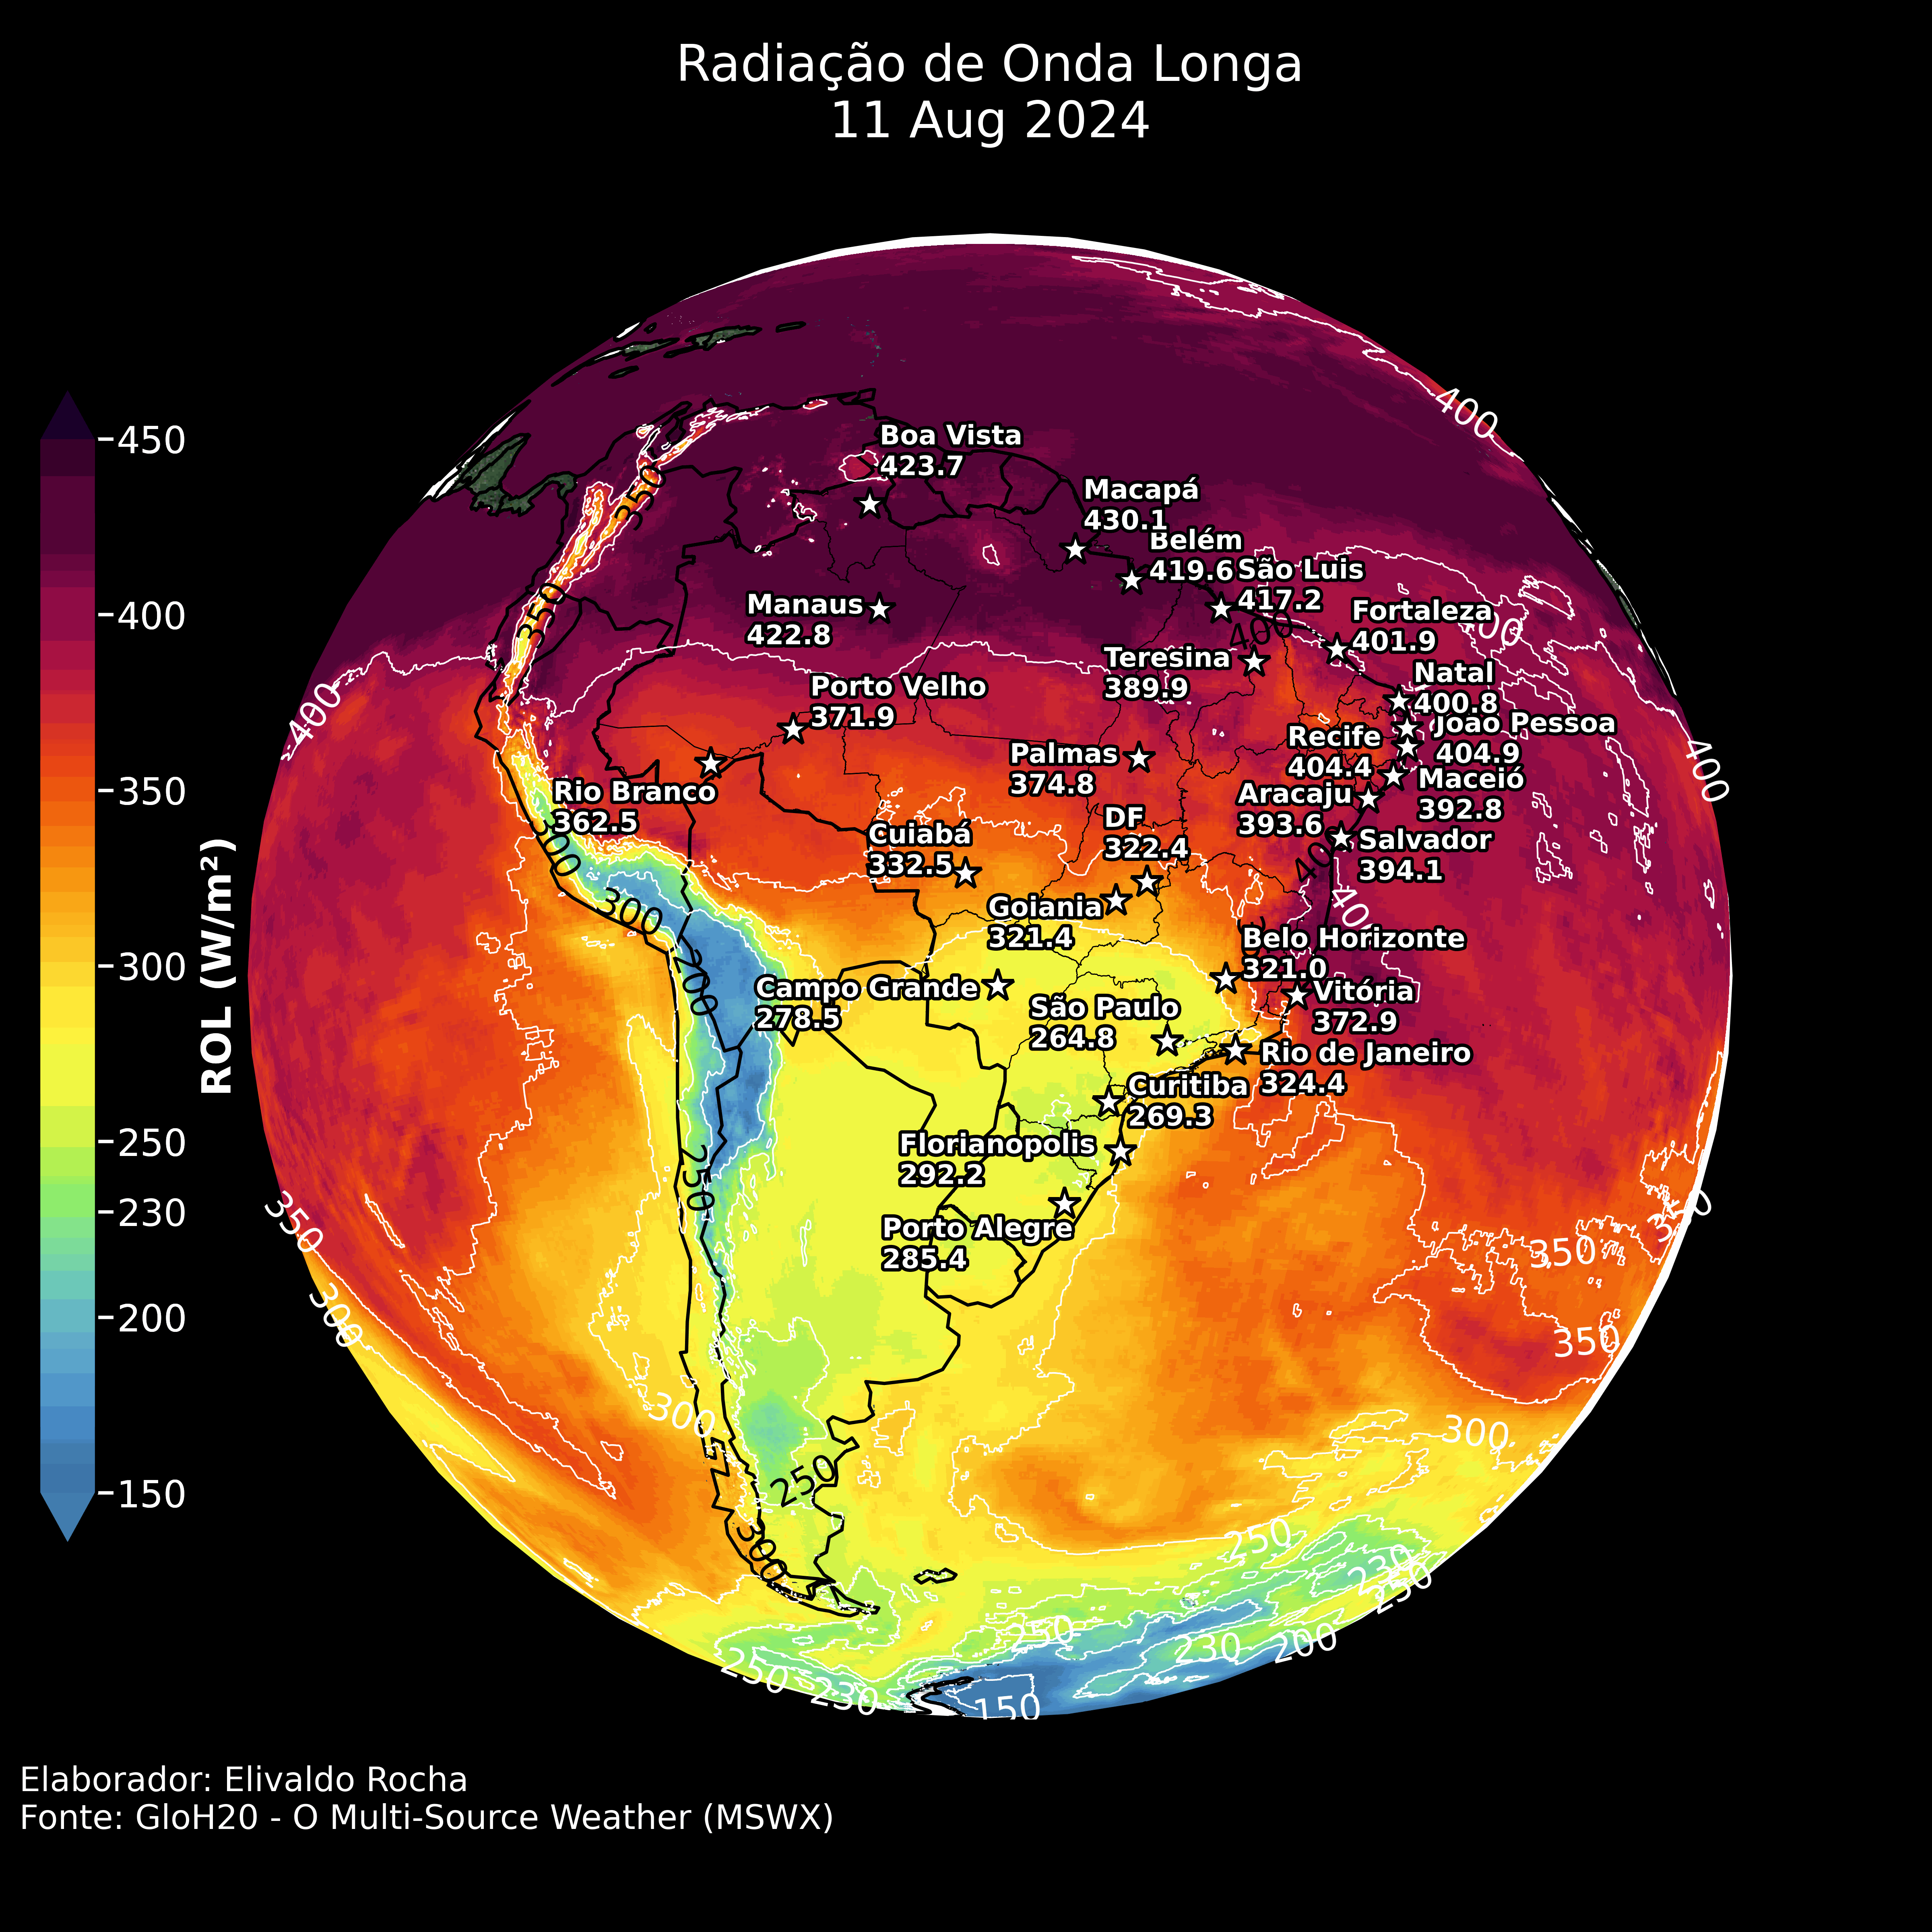 Radiação de Onda Longa
11 Aug 2024
450
400
350
300
250
230
200
150
ROL (W/m²)
Boa Vista
423.7
Macapá
430.1
Belém
419.6
São Luis
417.2
Manaus
422.8
Fortaleza
401.9
Teresina
389.9
Natal
400.8
Porto Velho
371.9
João Pessoa
404.9
Recife
404.4
Palmas
374.8
Maceió
392.8
Rio Branco
362.5
Aracaju
393.6
DF
322.4
Cuiabá
332.5
Salvador
394.1
Goiania
321.4
Belo Horizonte
321.0
Campo Grande
278.5
Vitória
372.9
São Paulo
264.8
Rio de Janeiro
324.4
Curitiba
269.3
Florianopolis
292.2
Porto Alegre
285.4
400
350
350
400
400
400
400
300
400
400
300
200
250
350
300
350
350
350
300
300
250
300
250
230
250
250
230
200
250
230
150
Elaborador: Elivaldo Rocha
Fonte: GloH20 - O Multi-Source Weather (MSWX)